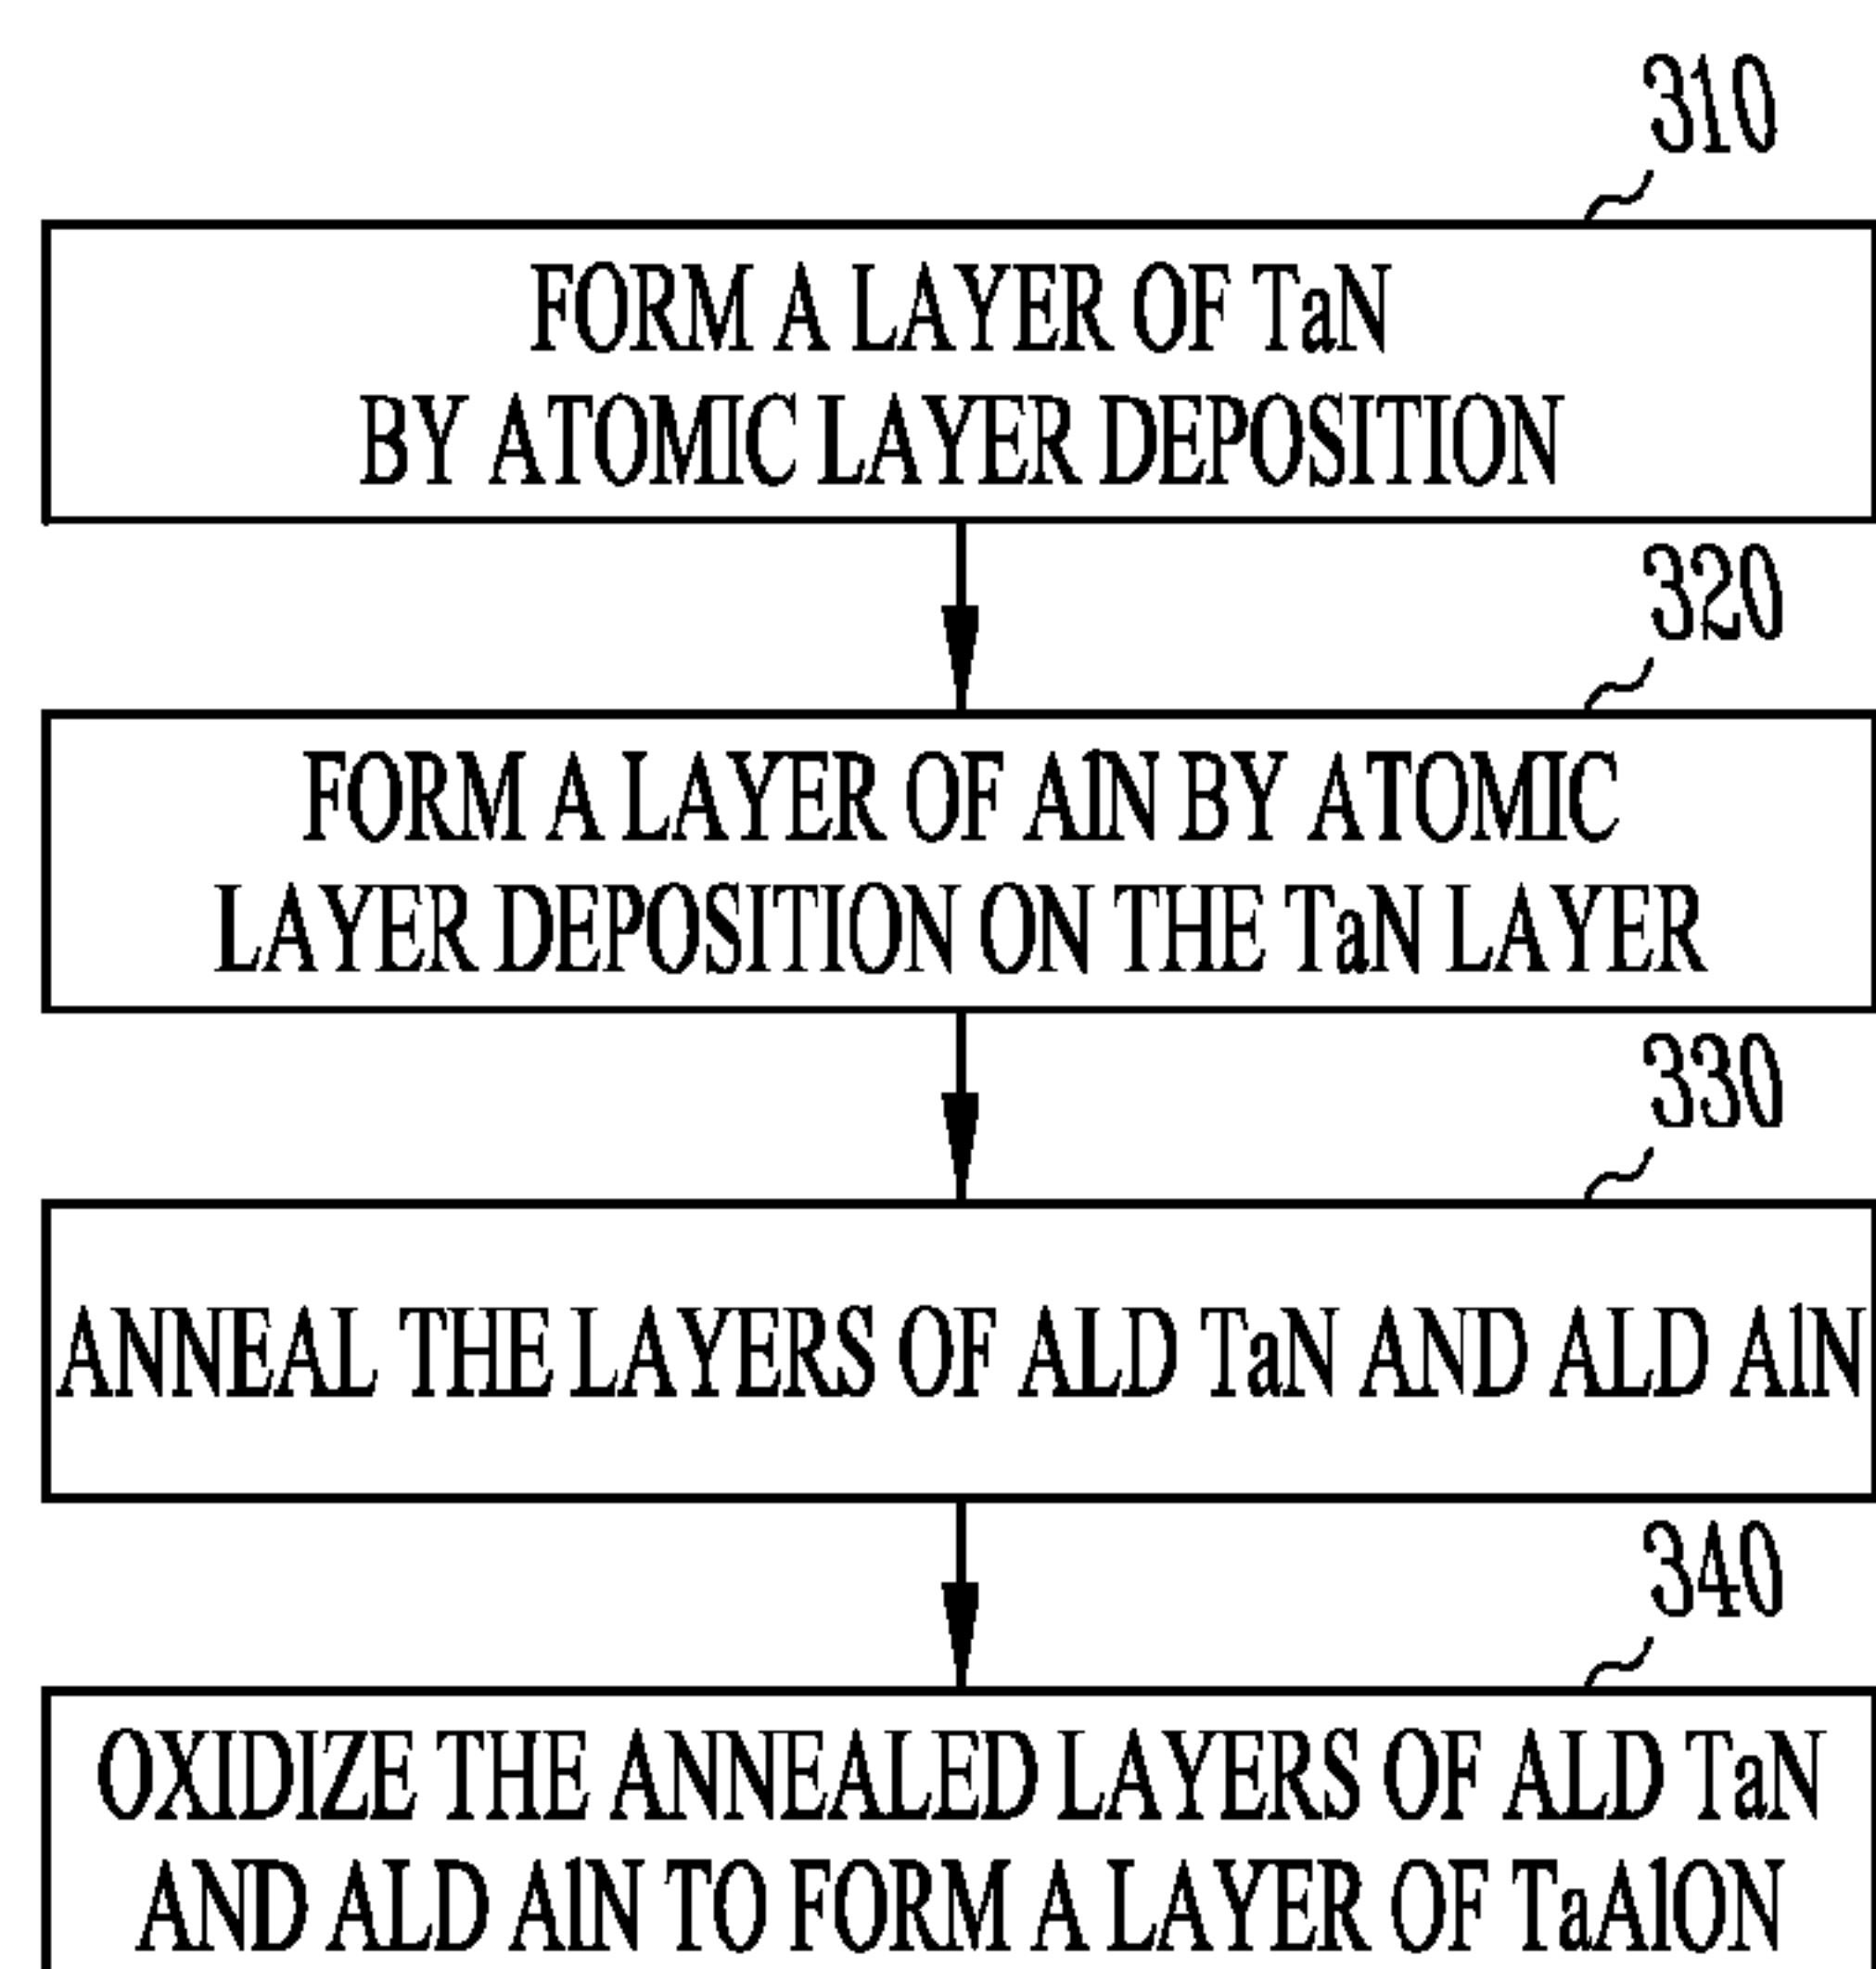 310
FORM A LAYER OF TaN
BY ATOMIC LAYER DEPOSITION
320
FORM A LAYER OF AlN BY ATOMIC
LAYER DEPOSITION ON THE TaN LAYER
330
ANNEAL THE LAYERS OF ALD TaN AND ALD AlN
340
OXIDIZE THE ANNEALED LAYERS OF ALD TaN
AND ALD AlN TO FORM A LAYER OF TaAlON